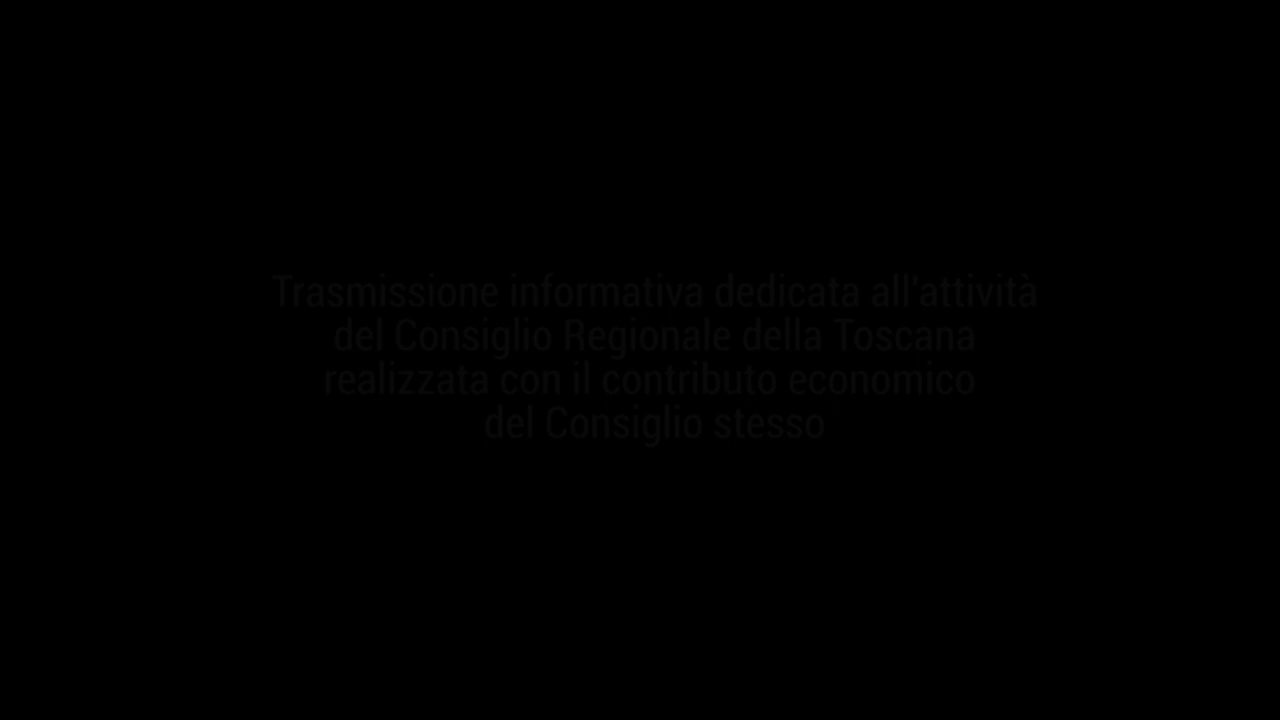 Trasmissione informativa dedicata all'attività
del Consiglio Regionale della Toscana
realizzata con il contributo economico
del Consiglio stesso